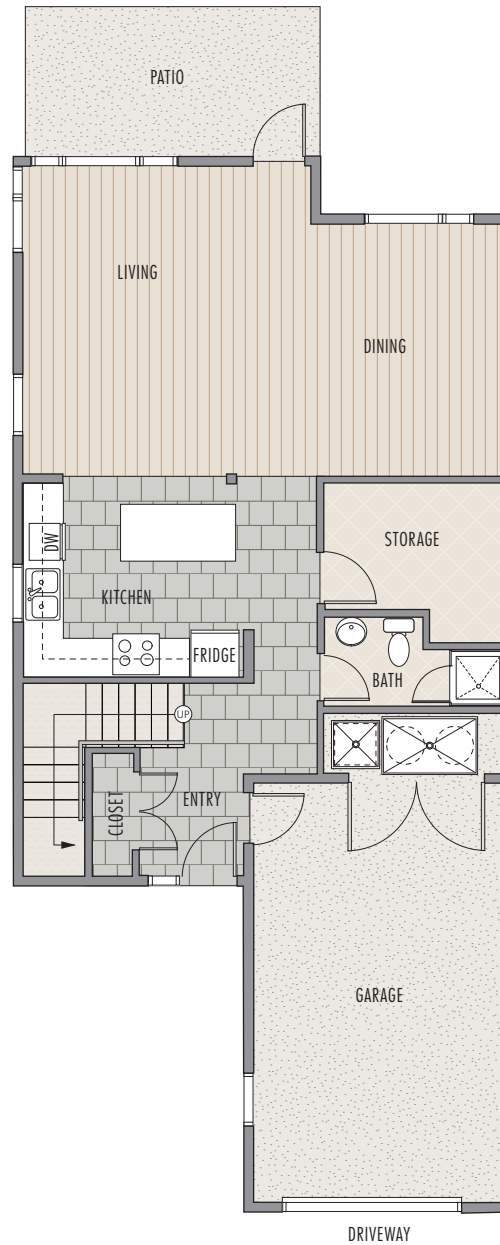 PATIO
LIVING
DINING
DW
STORAGE
KITCHEN
FRIDGE
BATH
UP
CLOSET
ENTRY
GARAGE
DRIVEWAY